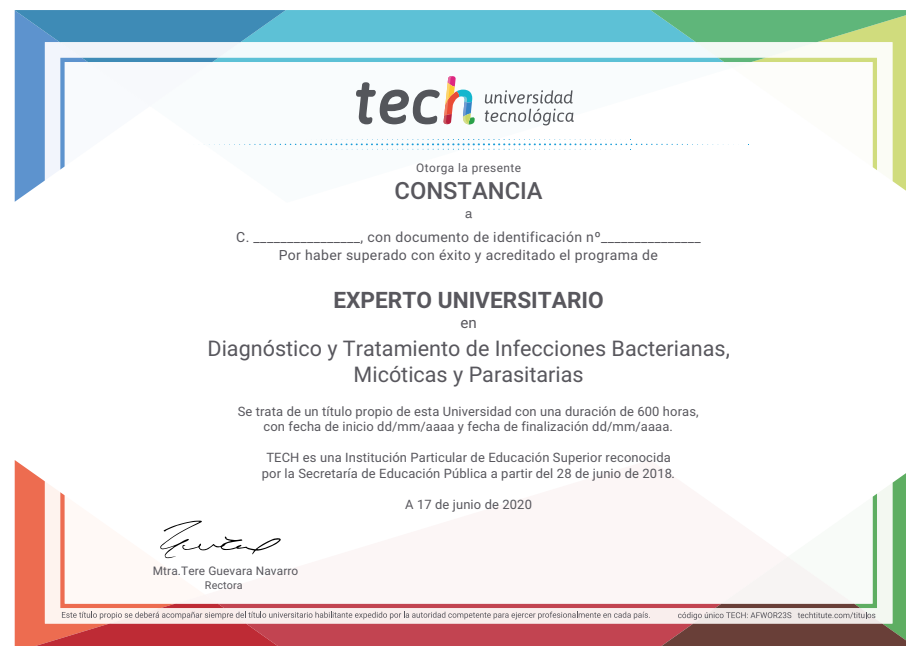 tech universidad
tecnológica
Otorga la presente
CONSTANCIA
a
C. ________________, con documento de identificación nº_______________
Por haber superado con éxito y acreditado el programa de
EXPERTO UNIVERSITARIO
en
Diagnóstico y Tratamiento de Infecciones Bacterianas,
Micóticas y Parasitarias
Se trata de un título propio de esta Universidad con una duración de 600 horas,
con fecha de inicio dd/mm/aaaa y fecha de finalización dd/mm/aaaa.
TECH es una Institución Particular de Educación Superior reconocida
por la Secretaría de Educación Pública a partir del 28 de junio de 2018.
A 17 de junio de 2020
Mtra.Tere Guevara Navarro
Rectora
Este título propio se deberá acompañar siempre del título universitario habilitante expedido por la autoridad competente para ejercer profesionalmente en cada país. código único TECH: AFWOR23S techtitute.com/titulos